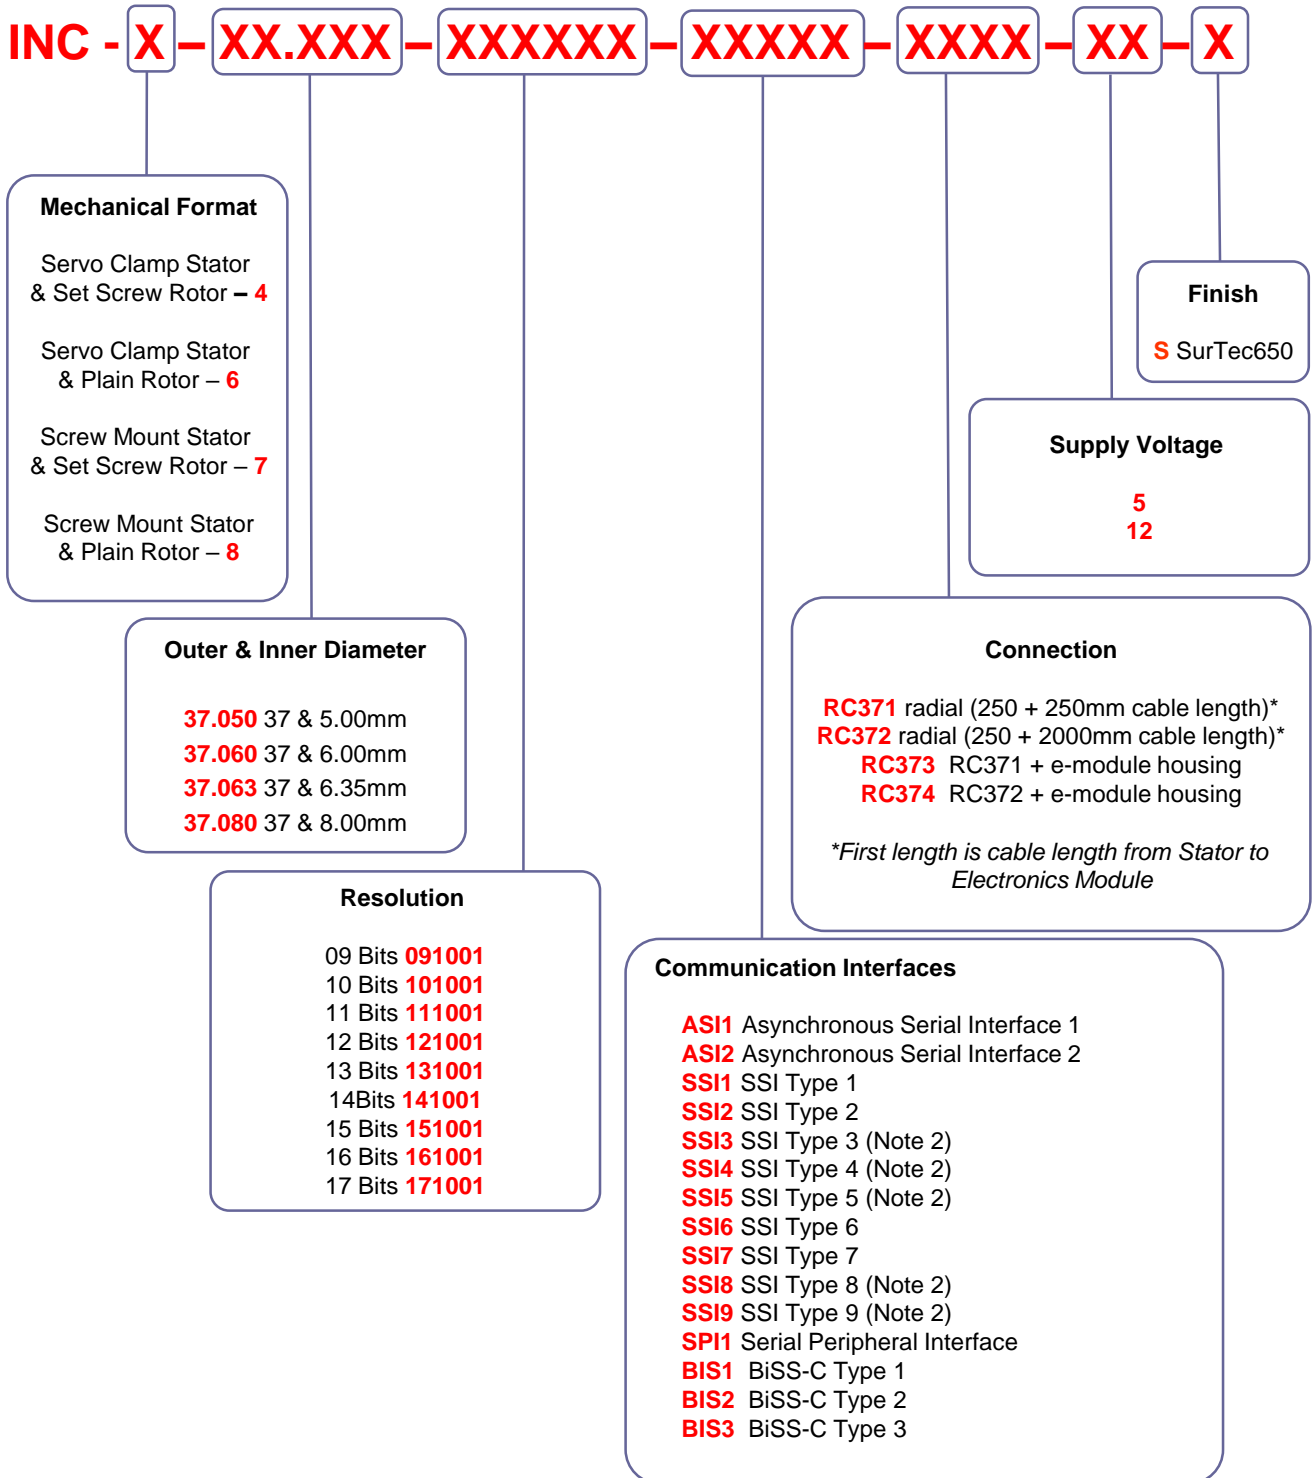 INC - X – XX.XXX – XXXXXX – XXXXX – XXXX – XX – X
Mechanical Format
Servo Clamp Stator
& Set Screw Rotor – 4
Servo Clamp Stator
& Plain Rotor – 6
Screw Mount Stator
& Set Screw Rotor – 7
Screw Mount Stator
& Plain Rotor – 8
Outer & Inner Diameter
37.050 37 & 5.00mm
37.060 37 & 6.00mm
37.063 37 & 6.35mm
37.080 37 & 8.00mm
Resolution
09 Bits 091001
10 Bits 101001
11 Bits 111001
12 Bits 121001
13 Bits 131001
14Bits 141001
15 Bits 151001
16 Bits 161001
17 Bits 171001
Communication Interfaces
ASI1 Asynchronous Serial Interface 1
ASI2 Asynchronous Serial Interface 2
SSI1 SSI Type 1
SSI2 SSI Type 2
SSI3 SSI Type 3 (Note 2)
SSI4 SSI Type 4 (Note 2)
SSI5 SSI Type 5 (Note 2)
SSI6 SSI Type 6
SSI7 SSI Type 7
SSI8 SSI Type 8 (Note 2)
SSI9 SSI Type 9 (Note 2)
SPI1 Serial Peripheral Interface
BIS1 BiSS-C Type 1
BIS2 BiSS-C Type 2
BIS3 BiSS-C Type 3
Connection
RC371 radial (250 + 250mm cable length)*
RC372 radial (250 + 2000mm cable length)*
RC373 RC371 + e-module housing
RC374 RC372 + e-module housing
*First length is cable length from Stator to
Electronics Module
Supply Voltage
5
12
Finish
S SurTec650